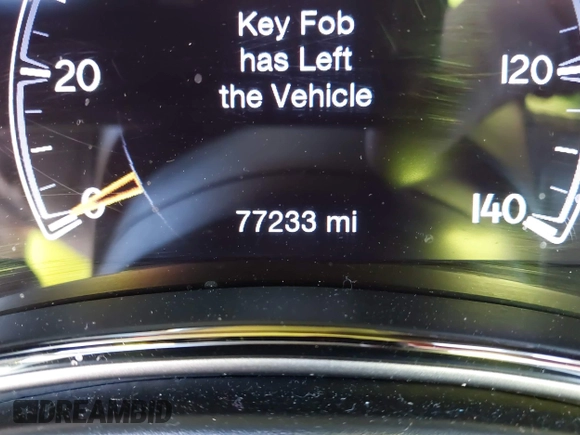 Key Fob
has Left
the Vehicle
20
120
0
77233 mi
140
DREAMBID